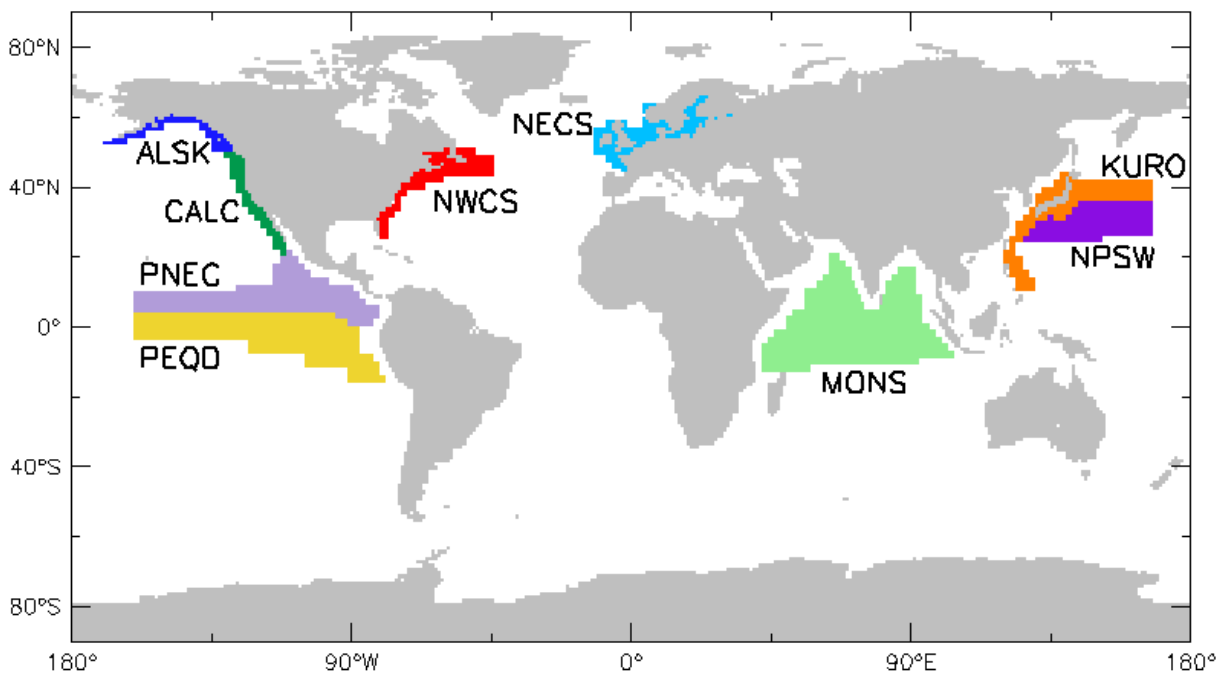 80°N
NECS
ALSK
KURO
40°N
NWCS
CALC
NPSW
PNEC
0°
PEQD
MONS
40°S
80°S
180°
90°W
0°
90°E
180°